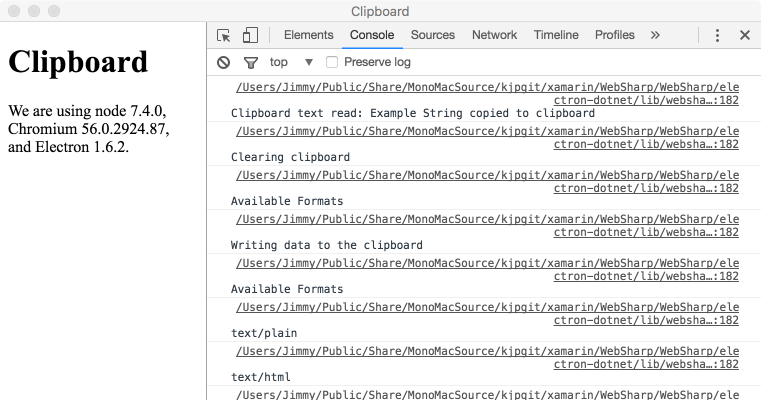 Clipboard
Elements Console Sources Network Timeline Profiles »
top Preserve log
Clipboard
We are using node 7.4.0,
Chromium 56.0.2924.87,
and Electron 1.6.2.
/Users/Jimmy/Public/Share/MonoMacSource/kjpgit/xamarin/WebSharp/WebSharp/ele
ctron-dotnet/lib/websha…:182
Clipboard text read: Example String copied to clipboard
/Users/Jimmy/Public/Share/MonoMacSource/kjpgit/xamarin/WebSharp/WebSharp/ele
ctron-dotnet/lib/websha…:182
Clearing clipboard
/Users/Jimmy/Public/Share/MonoMacSource/kjpgit/xamarin/WebSharp/WebSharp/ele
ctron-dotnet/lib/websha…:182
Available Formats
/Users/Jimmy/Public/Share/MonoMacSource/kjpgit/xamarin/WebSharp/WebSharp/ele
ctron-dotnet/lib/websha…:182
Writing data to the clipboard
/Users/Jimmy/Public/Share/MonoMacSource/kjpgit/xamarin/WebSharp/WebSharp/ele
ctron-dotnet/lib/websha…:182
Available Formats
/Users/Jimmy/Public/Share/MonoMacSource/kjpgit/xamarin/WebSharp/WebSharp/ele
ctron-dotnet/lib/websha…:182
text/plain
/Users/Jimmy/Public/Share/MonoMacSource/kjpgit/xamarin/WebSharp/WebSharp/ele
ctron-dotnet/lib/websha…:182
text/html
/Users/Jimmy/Public/Share/MonoMacSource/kjpgit/xamarin/WebSharp/WebSharp/ele